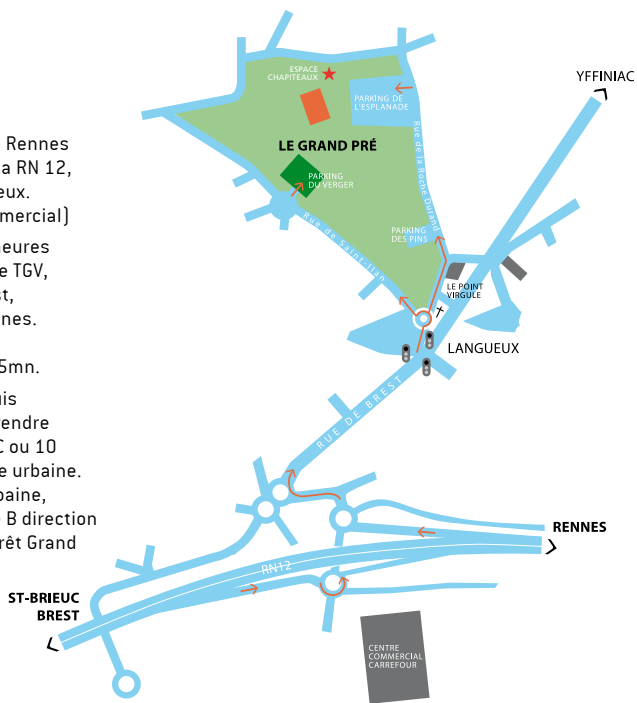 Rennes
a RN 12,
eux.
mercial)
eures
e TGV,
st,
nes.
5mn.
uis
rendre
C ou 10
e urbaine.
baine,
B direction
rêt Grand
YFFINIAC
ESPACE
CHAPITEAUX
PARKING DE
L'ESPLANADE
LE GRAND PRÉ
PARKING
DU VERGER
Rue de la Roche Durand
Rue de Saint-Ilan
PARKING
DES PINS
LE POINT
VIRGULE
LANGUEUX
RUE DE BREST
RENNES
RN12
ST-BRIEUC
BREST
CENTRE
COMMERCIAL
CARREFOUR